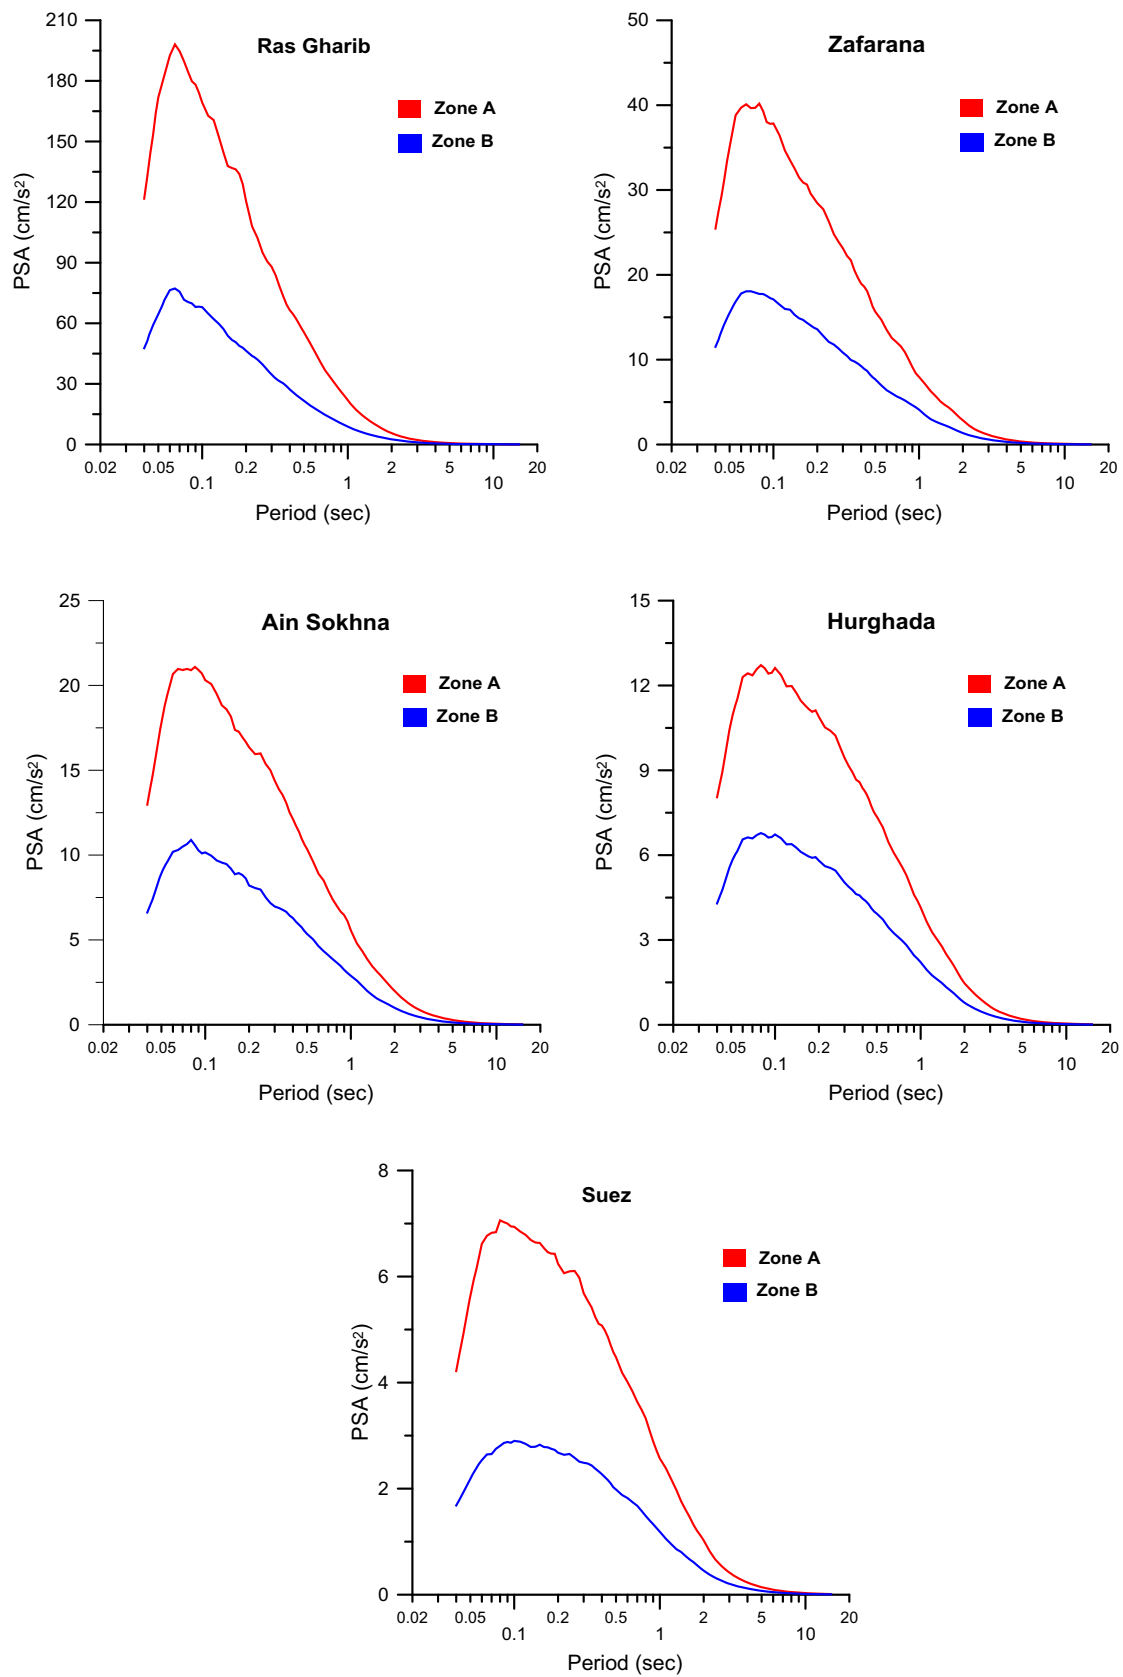 Ras Gharib
Zone A
Zone B
PSA (cm/s²)
210
180
150
120
90
60
30
0
0.02 0.05 0.2 0.5 2 5 20
0.1 1 10
Period (sec)
Zafarana
Zone A
Zone B
PSA (cm/s²)
50
40
30
20
10
0
0.02 0.05 0.2 0.5 2 5 20
0.1 1 10
Period (sec)
Ain Sokhna
Zone A
Zone B
PSA (cm/s²)
25
20
15
10
5
0
0.02 0.05 0.2 0.5 2 5 20
0.1 1 10
Period (sec)
Hurghada
Zone A
Zone B
PSA (cm/s²)
15
12
9
6
3
0
0.02 0.05 0.2 0.5 2 5 20
0.1 1 10
Period (sec)
Suez
Zone A
Zone B
PSA (cm/s²)
8
6
4
2
0
0.02 0.05 0.2 0.5 2 5 20
0.1 1 10
Period (sec)